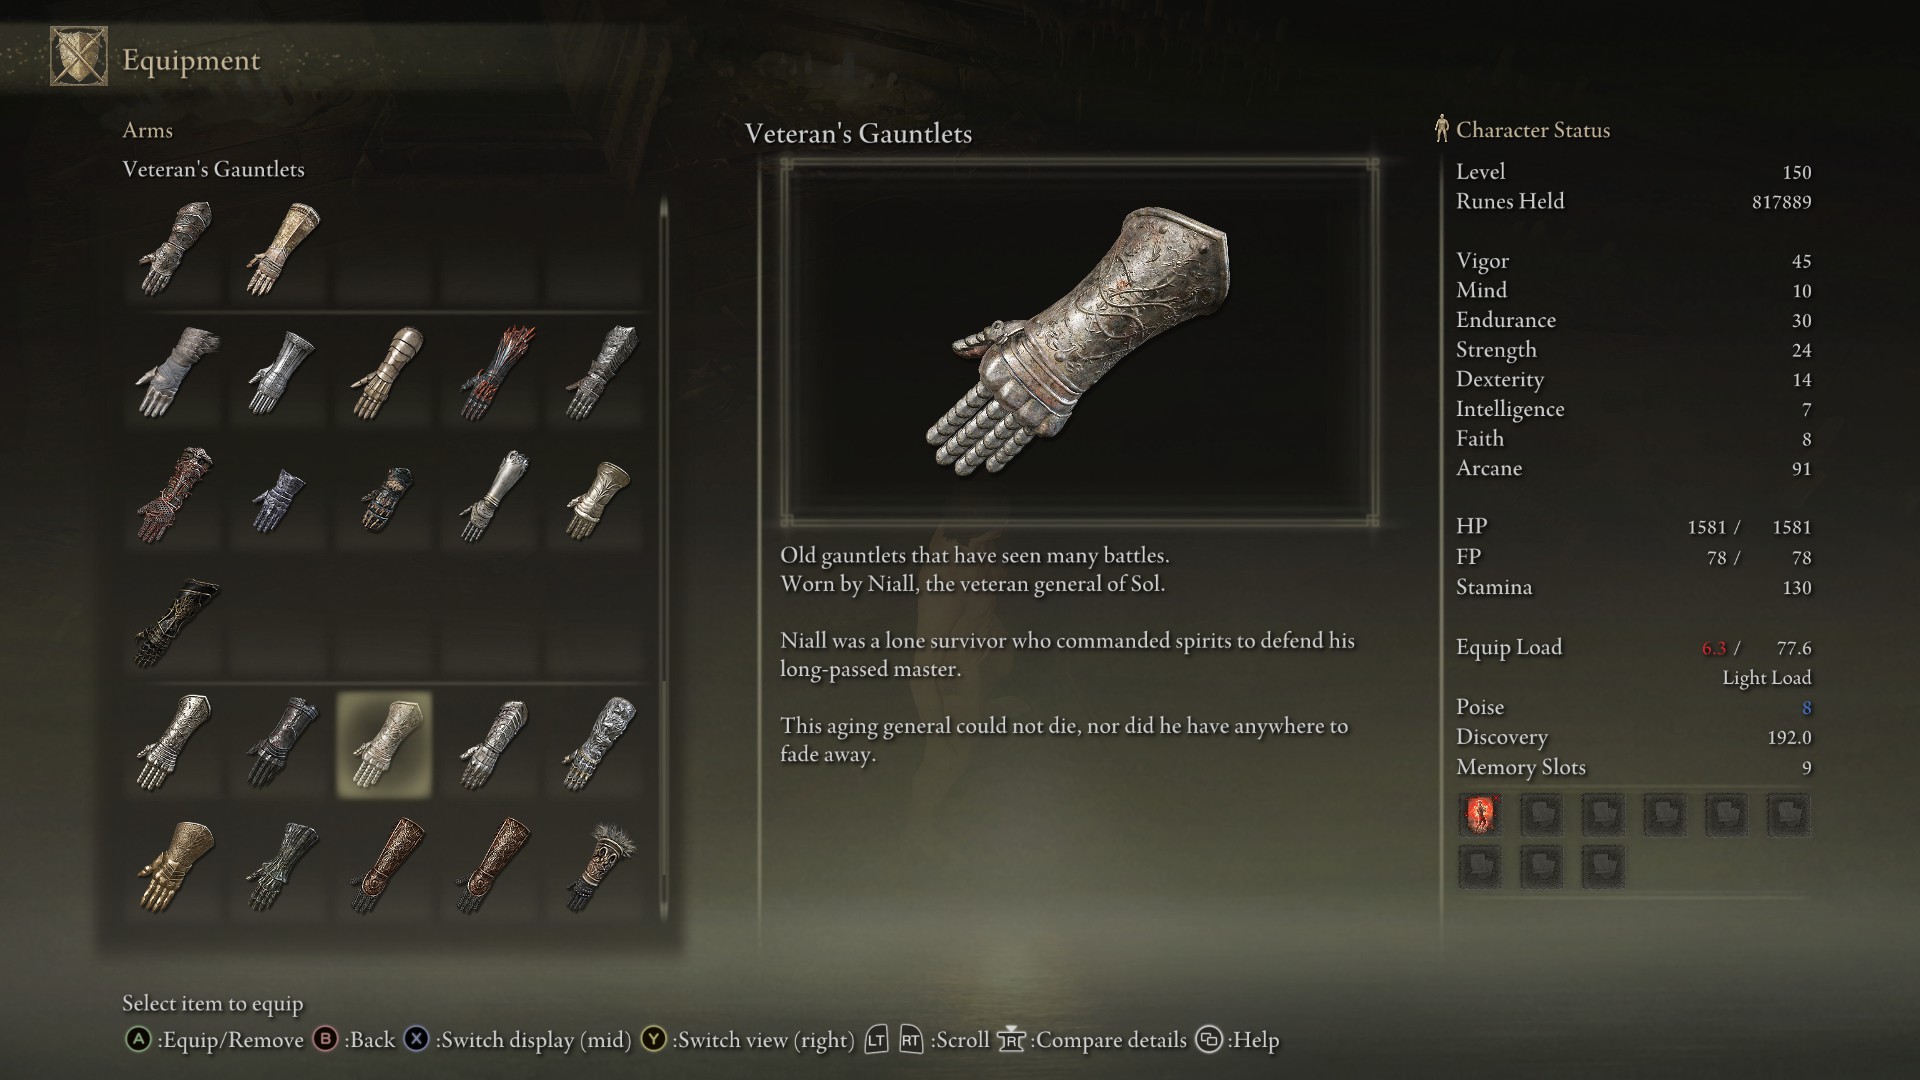 Equipment
Arms
Veteran's Gauntlets
Veteran's Gauntlets
Old gauntlets that have seen many battles.
Worn by Niall, the veteran general of Sol.
Niall was a lone survivor who commanded spirits to defend his
long-passed master.
This aging general could not die, nor did he have anywhere to
fade away.
Character Status
Level 150
Runes Held 817889
Vigor 45
Mind 10
Endurance 30
Strength 24
Dexterity 14
Intelligence 7
Faith 8
Arcane 91
HP 1581 / 1581
FP 78 / 78
Stamina 130
Equip Load 6.3 / 77.6
Light Load
Poise 8
Discovery 192.0
Memory Slots 9
Select item to equip
A :Equip/Remove B :Back X :Switch display (mid) Y :Switch view (right) LT RT :Scroll R :Compare details :Help